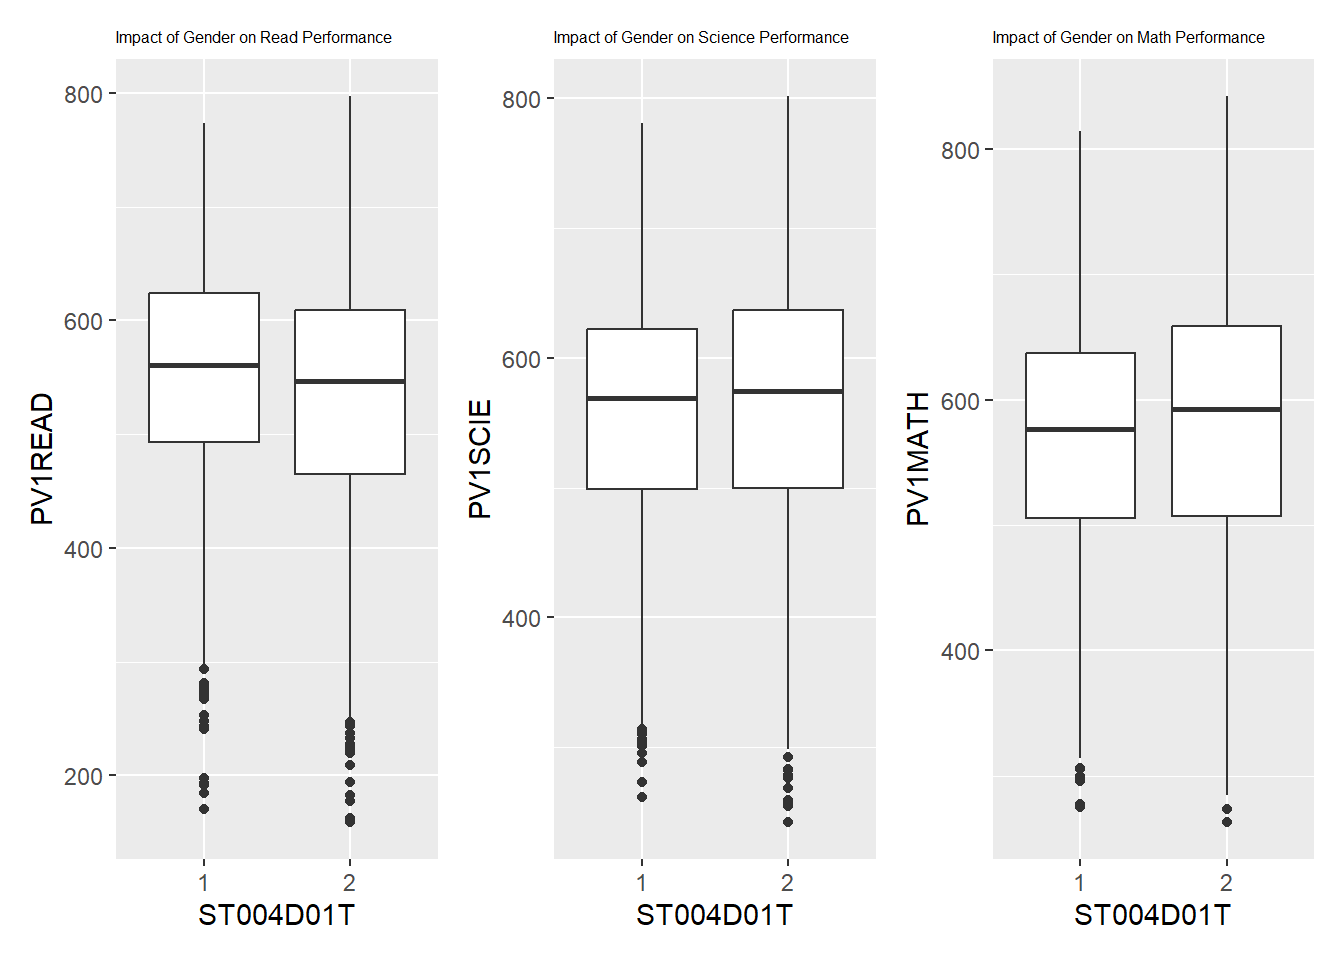 Impact of Gender on Read Performance
800
600
400
200
PV1READ
1 2
ST004D01T
Impact of Gender on Science Performance
800
600
400
PV1SCIE
1 2
ST004D01T
Impact of Gender on Math Performance
800
600
400
PV1MATH
1 2
ST004D01T